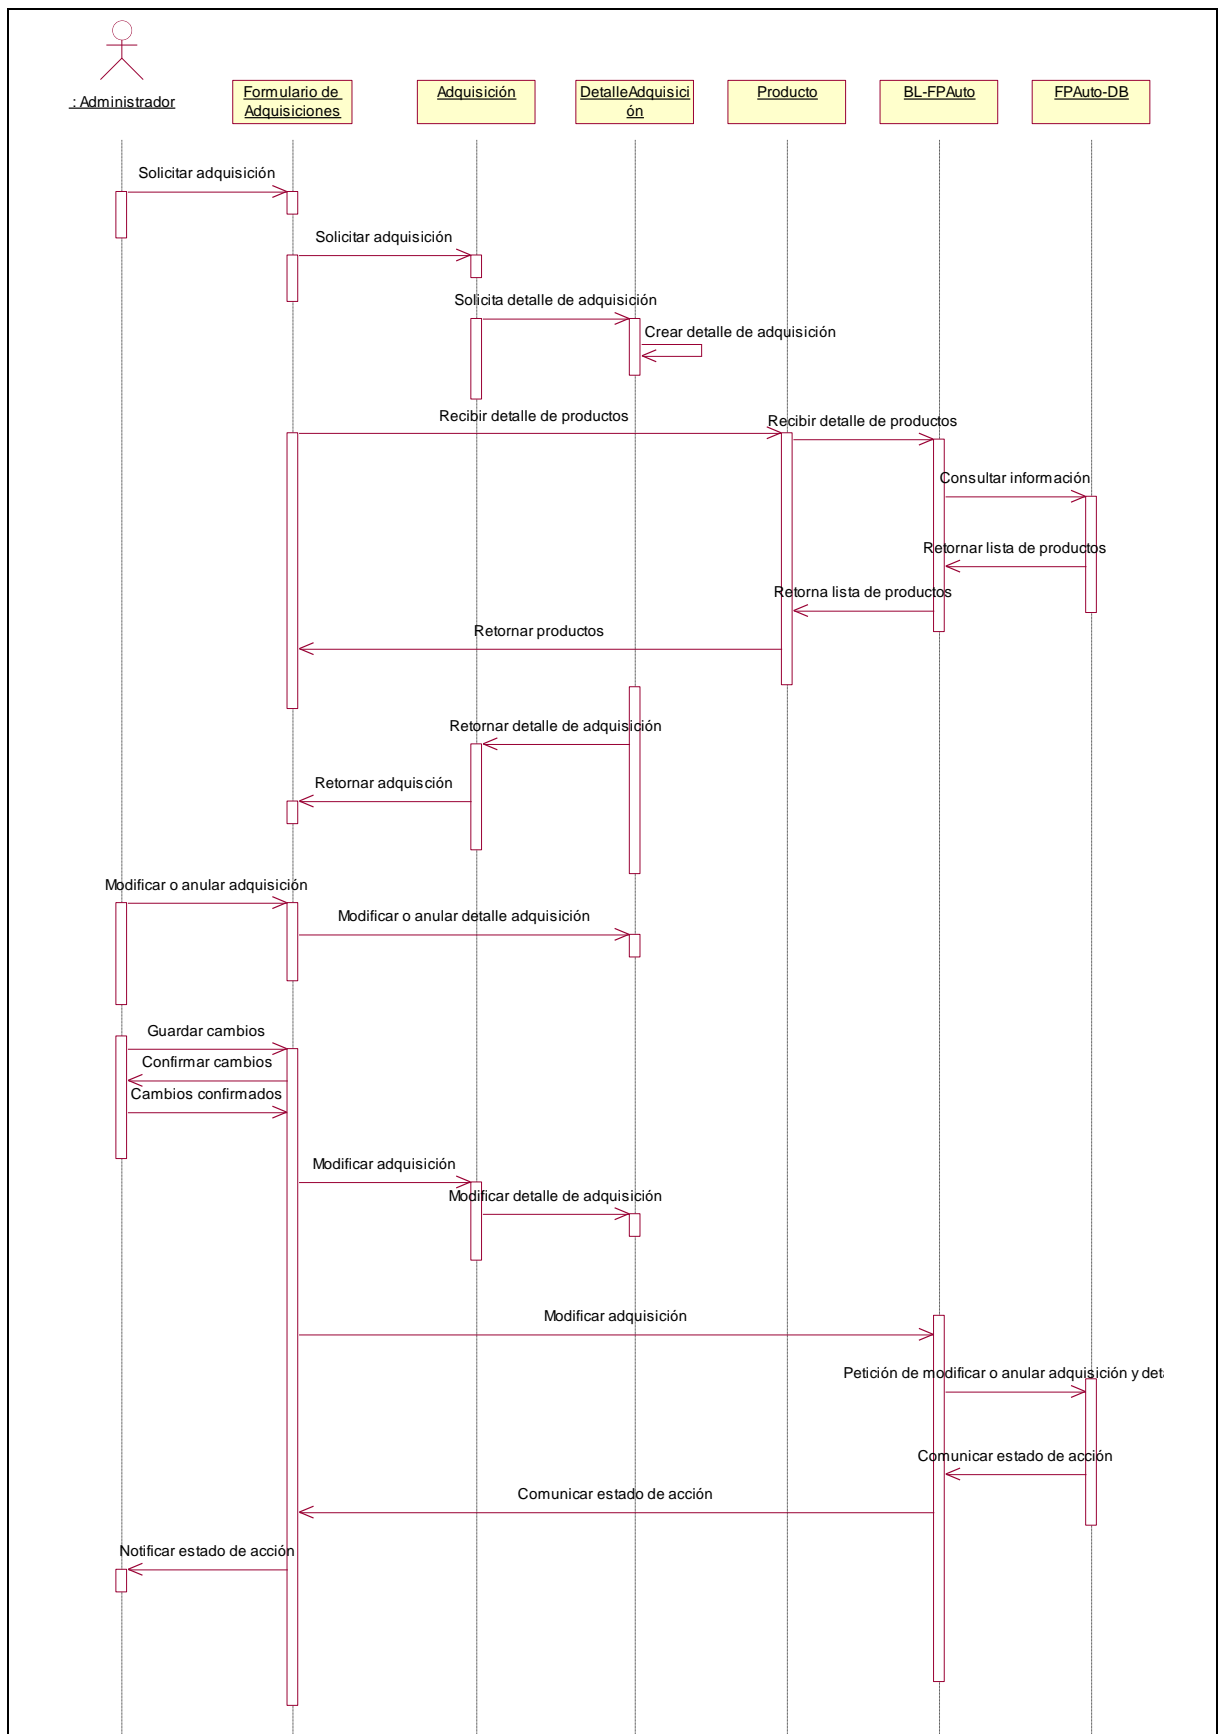 : Administrador
Formulario de
Adquisiciones
Adquisición
DetalleAdquisici
ón
Producto
BL-FPAuto
FPAuto-DB
Solicitar adquisición
Solicitar adquisición
Solicita detalle de adquisición
Crear detalle de adquisición
Recibir detalle de productos
Recibir detalle de productos
Consultar información
Retornar lista de productos
Retorna lista de productos
Retornar productos
Retornar detalle de adquisición
Retornar adquisción
Modificar o anular adquisición
Modificar o anular detalle adquisición
Guardar cambios
Confirmar cambios
Cambios confirmados
Modificar adquisición
Modificar detalle de adquisición
Modificar adquisición
Petición de modificar o anular adquisición y det
Comunicar estado de acción
Comunicar estado de acción
Notificar estado de acción